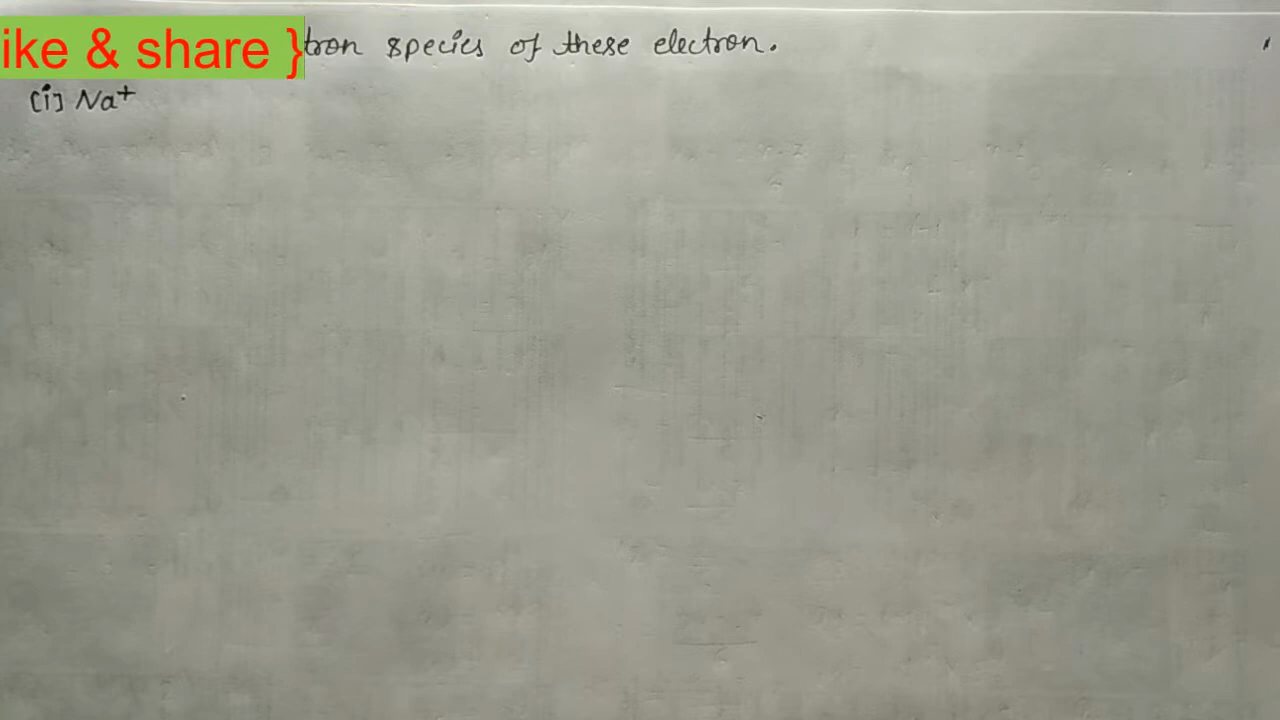 ike & share } tron species of these electron.
[i] Na⁺